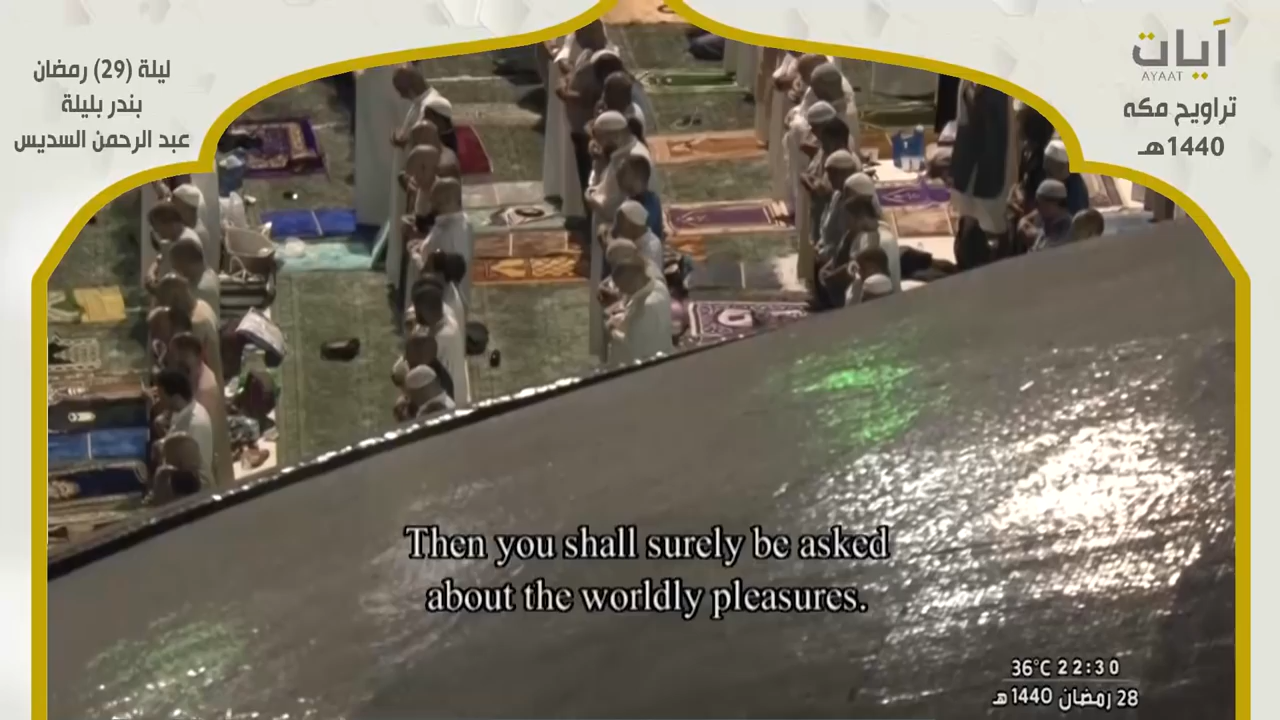 ليلة (29) رمضان
بندر بليلة
عبد الرحمن السديس
آيات
AYAAT
تراويح مكه
1440هـ
Then you shall surely be asked
about the worldly pleasures.
36°C 22:30
28 رمضان 1440هـ